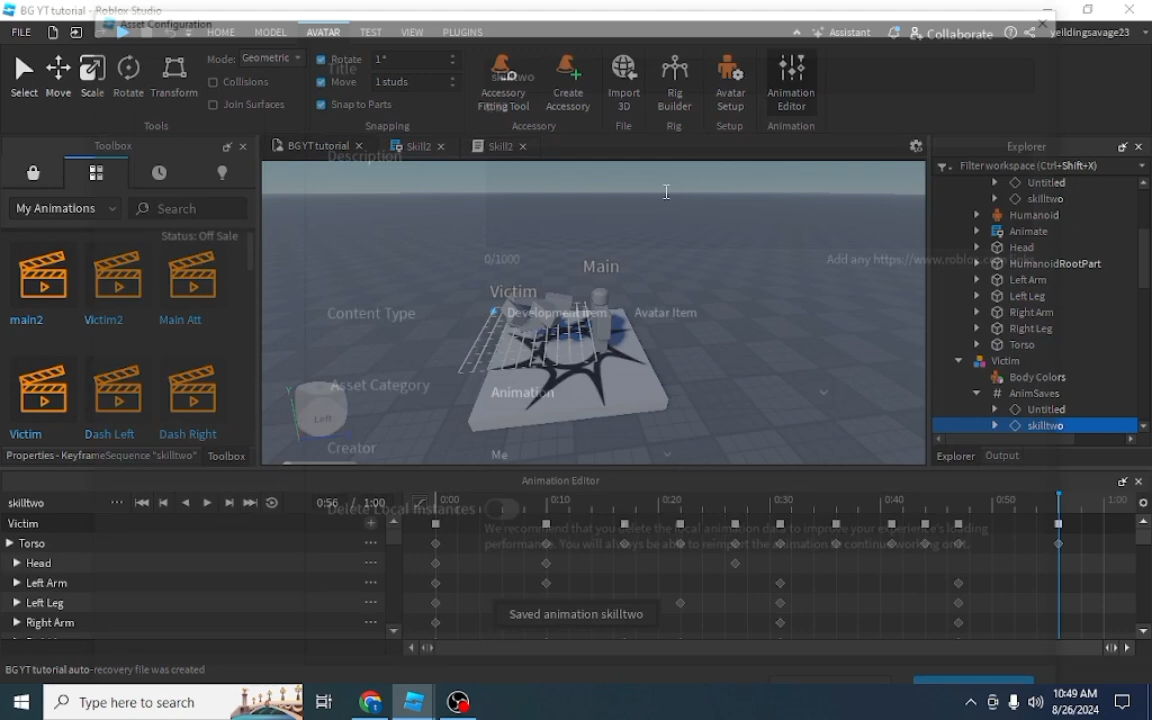 BG YT tutorial - Roblox Studio
Asset Configuration
FILE HOME MODEL AVATAR TEST VIEW PLUGINS Assistant Collaborate yeildingsavage23
Select Move Scale Rotate Transform
Mode: Geometric
Collisions
Join Surfaces
Tools
Rotate 1°
Title
Move 1 studs
Snap to Parts
Snapping
skilltwo
Accessory
Fitting Tool
Create
Accessory
Accessory
Import
3D
File
Rig
Builder
Rig
Avatar
Setup
Setup
Animation
Editor
Animation
Toolbox
BG YT tutorial Skill2 Skill2
Description
My Animations Search
Status: Off Sale
main2 Victim2 Main Att
Victim Dash Left Dash Right
Properties - KeyframeSequence "skilltwo" Toolbox
0/1000
Main
Victim
Content Type
Development Item Avatar Item
Asset Category
Animation
Left
Y
Creator
Me
Explorer
Filter workspace (Ctrl+Shift+X)
Untitled
skilltwo
Humanoid
Animate
Head
HumanoidRootPart
Left Arm
Left Leg
Right Arm
Right Leg
Torso
Victim
Body Colors
AnimSaves
Untitled
skilltwo
Explorer Output
Animation Editor
skilltwo
0:56 / 1:00
0:00 0:10 0:30 0:40 0:50 1:00
Delete Local Instances
We recommend that you delete the local animation data to improve your experience's loading
performance. You will always be able to reimport the animation to continue working on it.
Victim
Torso
Head
Left Arm
Left Leg
Right Arm
Saved animation skilltwo
BG YT tutorial auto-recovery file was created
Type here to search
10:49 AM
8/26/2024